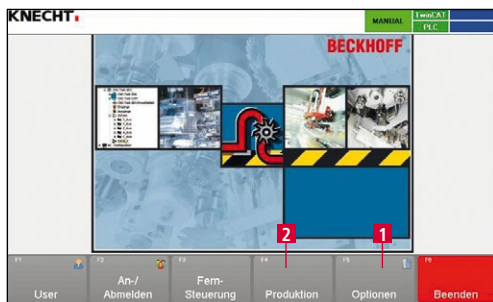 KNECHT
MANUAL
TwinCAT
PLC
BECKHOFF
2
1
F1
User
F2
An-/
Abmelden
F3
Fern-
Steuerung
F4
Produktion
F5
Optionen
F6
Beenden